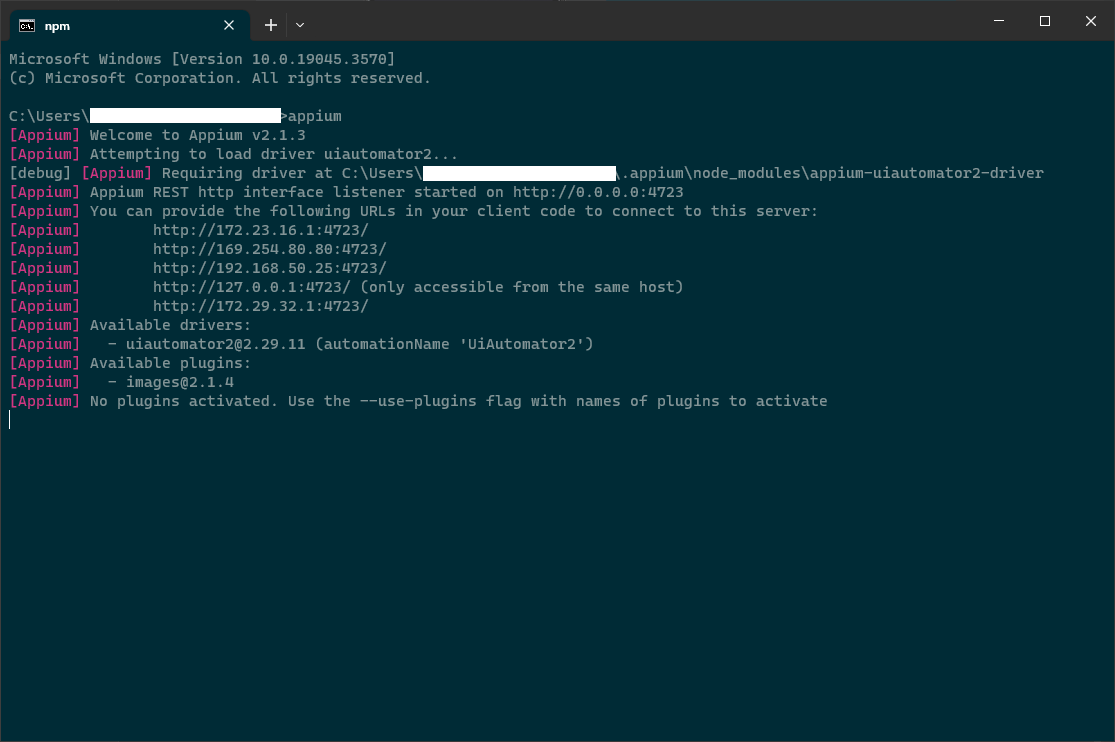 npm
Microsoft Windows [Version 10.0.19045.3570]
(c) Microsoft Corporation. All rights reserved.
C:\Users\ >appium
[Appium] Welcome to Appium v2.1.3
[Appium] Attempting to load driver uiautomator2...
[debug] [Appium] Requiring driver at C:\Users\ \.appium\node_modules\appium-uiautomator2-driver
[Appium] Appium REST http interface listener started on http://0.0.0.0:4723
[Appium] You can provide the following URLs in your client code to connect to this server:
[Appium] http://172.23.16.1:4723/
[Appium] http://169.254.80.80:4723/
[Appium] http://192.168.50.25:4723/
[Appium] http://127.0.0.1:4723/ (only accessible from the same host)
[Appium] http://172.29.32.1:4723/
[Appium] Available drivers:
[Appium] - uiautomator2@2.29.11 (automationName 'UiAutomator2')
[Appium] Available plugins:
[Appium] - images@2.1.4
[Appium] No plugins activated. Use the --use-plugins flag with names of plugins to activate